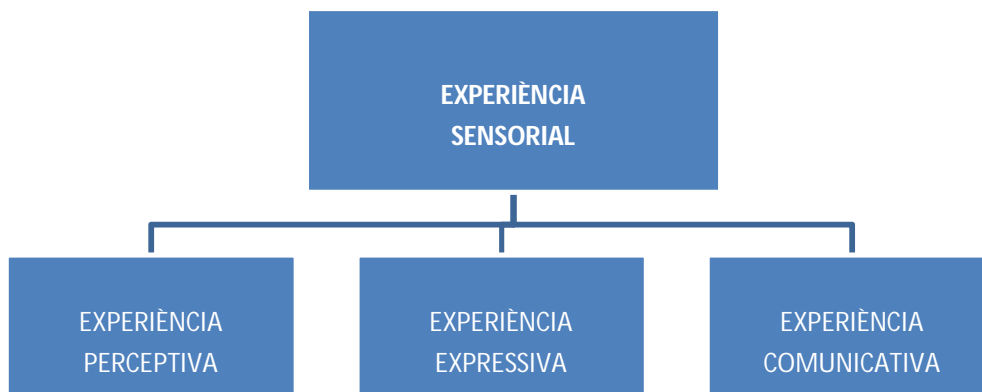 EXPERIÈNCIA
SENSORIAL
EXPERIÈNCIA
PERCEPTIVA
EXPERIÈNCIA
EXPRESSIVA
EXPERIÈNCIA
COMUNICATIVA